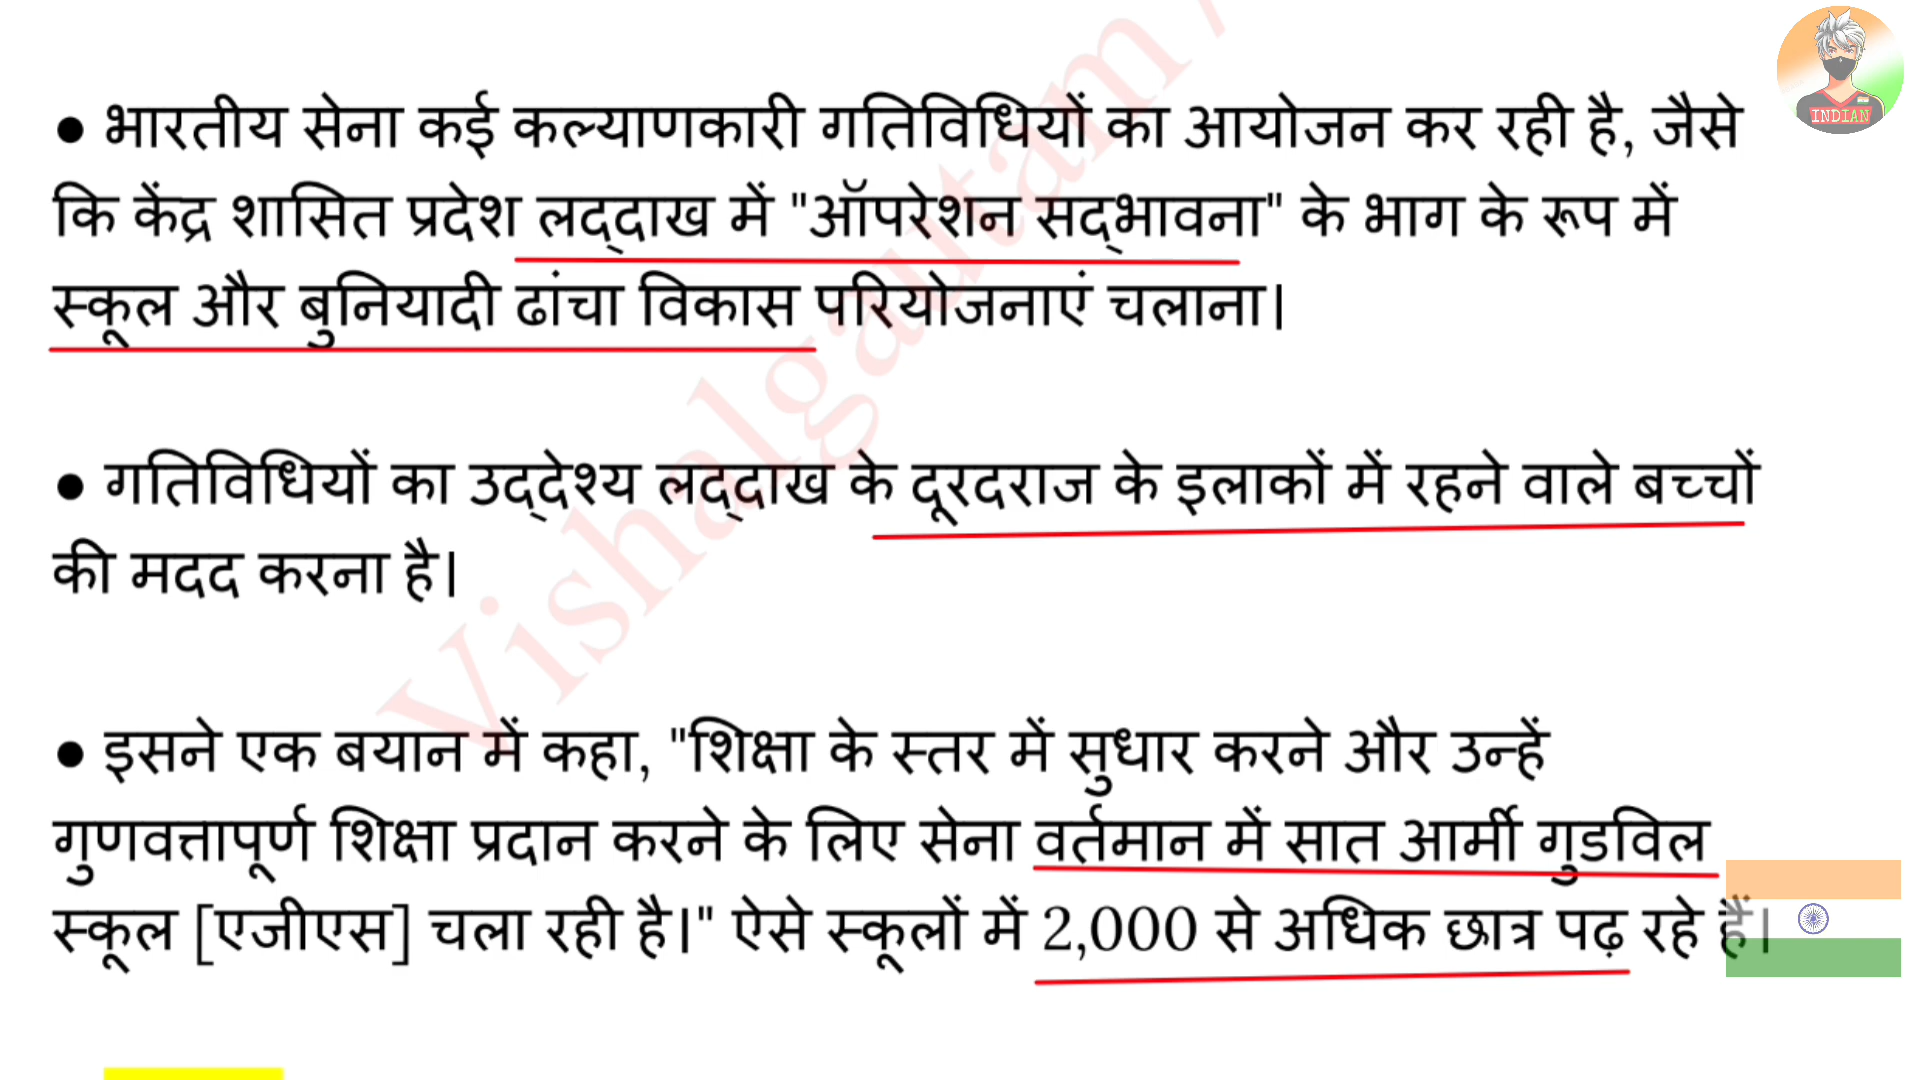 ● भारतीय सेना कई कल्याणकारी गतिविधियों का आयोजन कर रही है, जैसे
कि केंद्र शासित प्रदेश लद्दाख में "ऑपरेशन सद्भावना" के भाग के रूप में
स्कूल और बुनियादी ढांचा विकास परियोजनाएं चलाना।
● गतिविधियों का उद्देश्य लद्दाख के दूरदराज के इलाकों में रहने वाले बच्चों
की मदद करना है।
● इसने एक बयान में कहा, "शिक्षा के स्तर में सुधार करने और उन्हें
गुणवत्तापूर्ण शिक्षा प्रदान करने के लिए सेना वर्तमान में सात आर्मी गुडविल
स्कूल [एजीएस] चला रही है।" ऐसे स्कूलों में 2,000 से अधिक छात्र पढ़ रहे हैं।
Vishalgautam
INDIAN